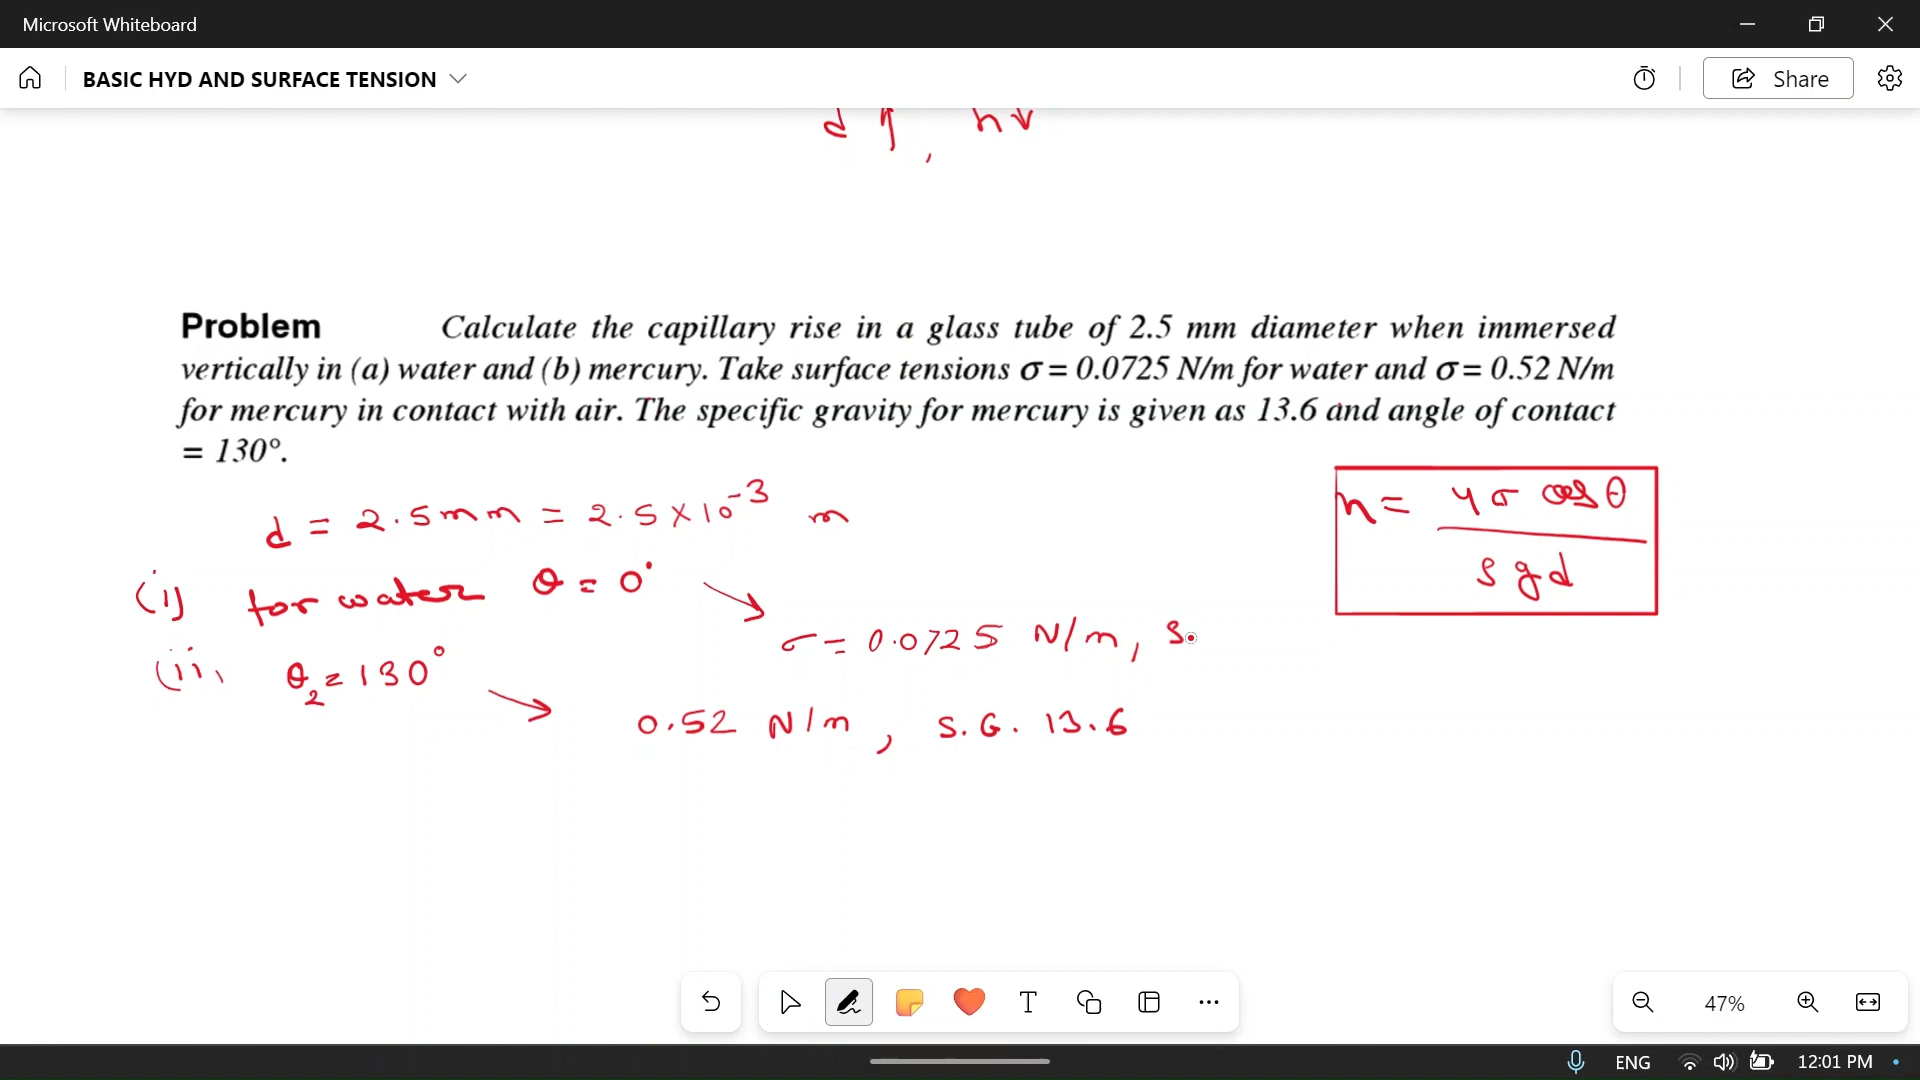 Microsoft Whiteboard
BASIC HYD AND SURFACE TENSION
Share
d ↑, h↓
Problem Calculate the capillary rise in a glass tube of 2.5 mm diameter when immersed
vertically in (a) water and (b) mercury. Take surface tensions σ = 0.0725 N/m for water and σ = 0.52 N/m
for mercury in contact with air. The specific gravity for mercury is given as 13.6 and angle of contact
= 130°.
d = 2.5 mm = 2.5 × 10⁻³ m
h = 4 σ cos θ
ρ g d
(i) for water θ = 0°
σ = 0.0725 N/m, S.
(ii) θ₂ = 130°
0.52 N/m, S.G. 13.6
T
47%
ENG
12:01 PM